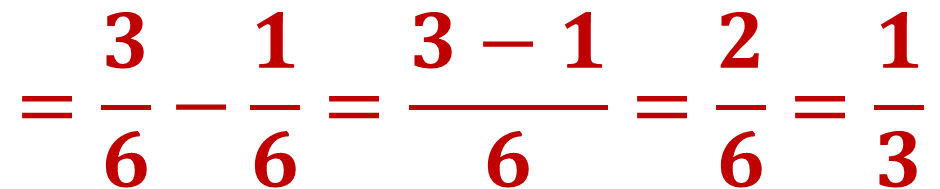 = 3/6 − 1/6 = (3 − 1)/6 = 2/6 = 1/3